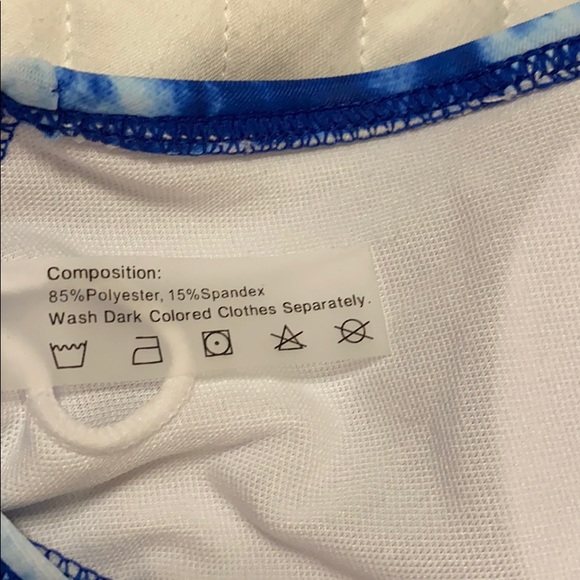 Composition:
85%Polyester, 15%Spandex
Wash Dark Colored Clothes Separately.